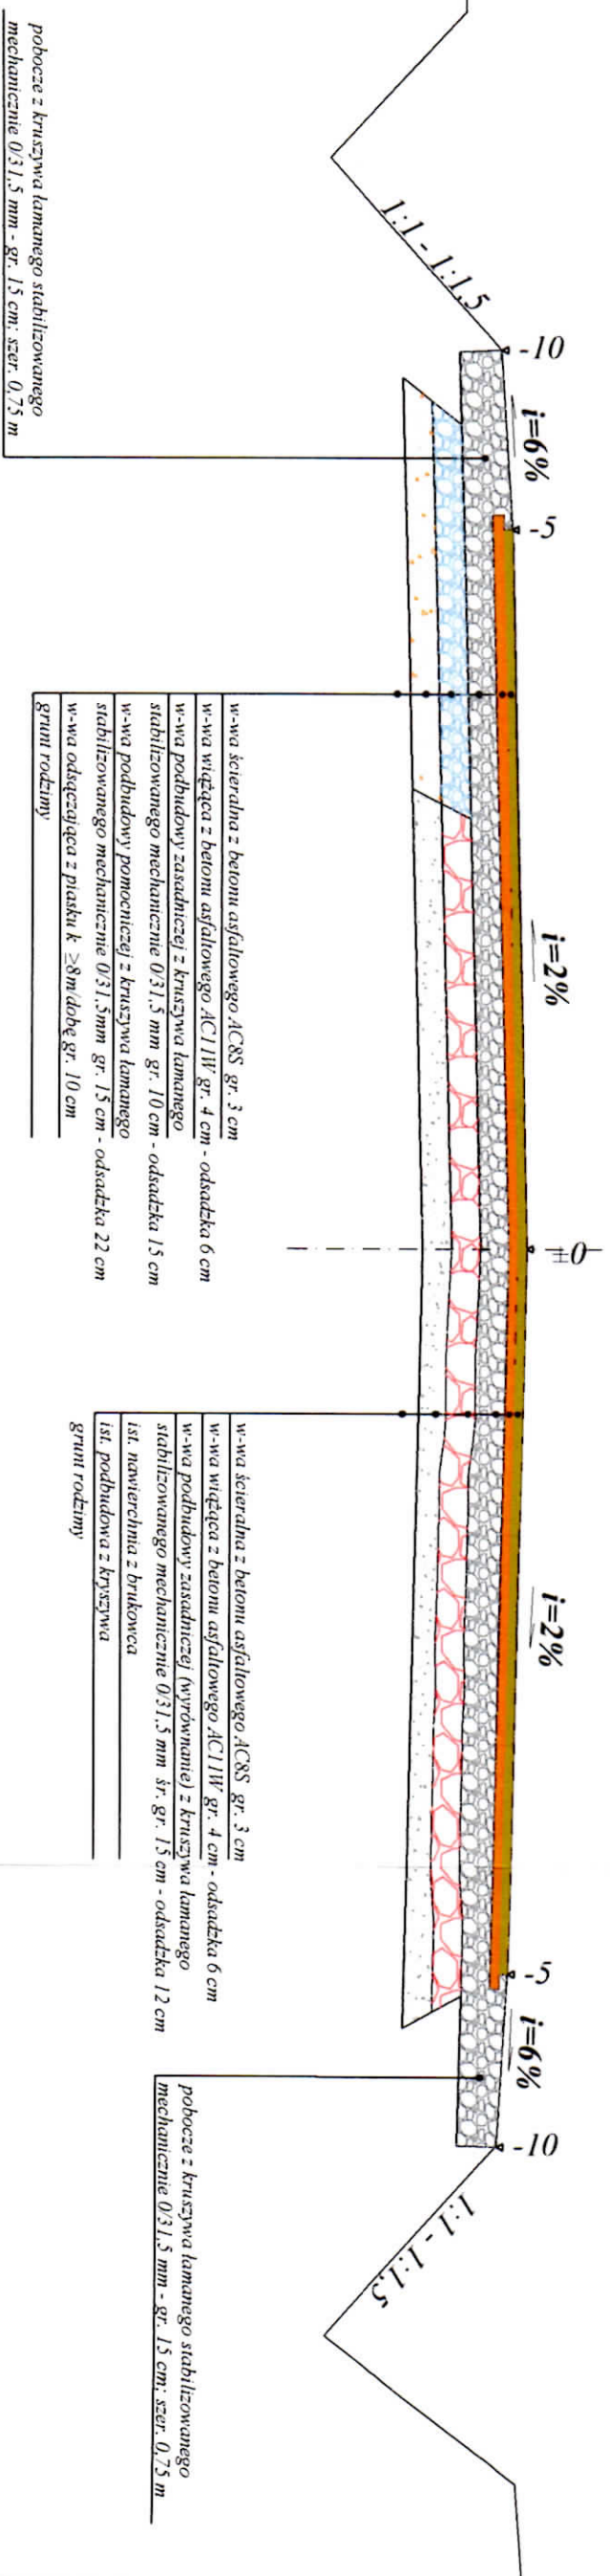 1:1 - 1:1,5
-10
i=6%
-5
i=2%
±0
i=2%
-5
i=6%
-10
1:1 - 1:1,5
pobocze z kruszywa łamanego stabilizowanego
mechanicznie 0/31,5 mm - gr. 15 cm; szer. 0,75 m
w-wa ścieralna z betonu asfaltowego AC8S gr. 3 cm
w-wa wiążąca z betonu asfaltowego AC11W gr. 4 cm - odsadzka 6 cm
w-wa podbudowy zasadniczej z kruszywa łamanego
stabilizowanego mechanicznie 0/31,5 mm gr. 10 cm - odsadzka 15 cm
w-wa podbudowy pomocniczej z kruszywa łamanego
stabilizowanego mechanicznie 0/31,5mm gr. 15 cm - odsadzka 22 cm
w-wa odsączająca z piasku k ≥8m/dobę gr. 10 cm
grunt rodzimy
w-wa ścieralna z betonu asfaltowego AC8S gr. 3 cm
w-wa wiążąca z betonu asfaltowego AC11W gr. 4 cm - odsadzka 6 cm
w-wa podbudowy zasadniczej (wyrównanie) z kruszywa łamanego
stabilizowanego mechanicznie 0/31,5 mm śr. gr. 15 cm - odsadzka 12 cm
ist. nawierchnia z brukowca
ist. podbudowa z kryszywa
grunt rodzimy
pobocze z kruszywa łamanego stabilizowanego
mechanicznie 0/31,5 mm - gr. 15 cm; szer. 0,75 m